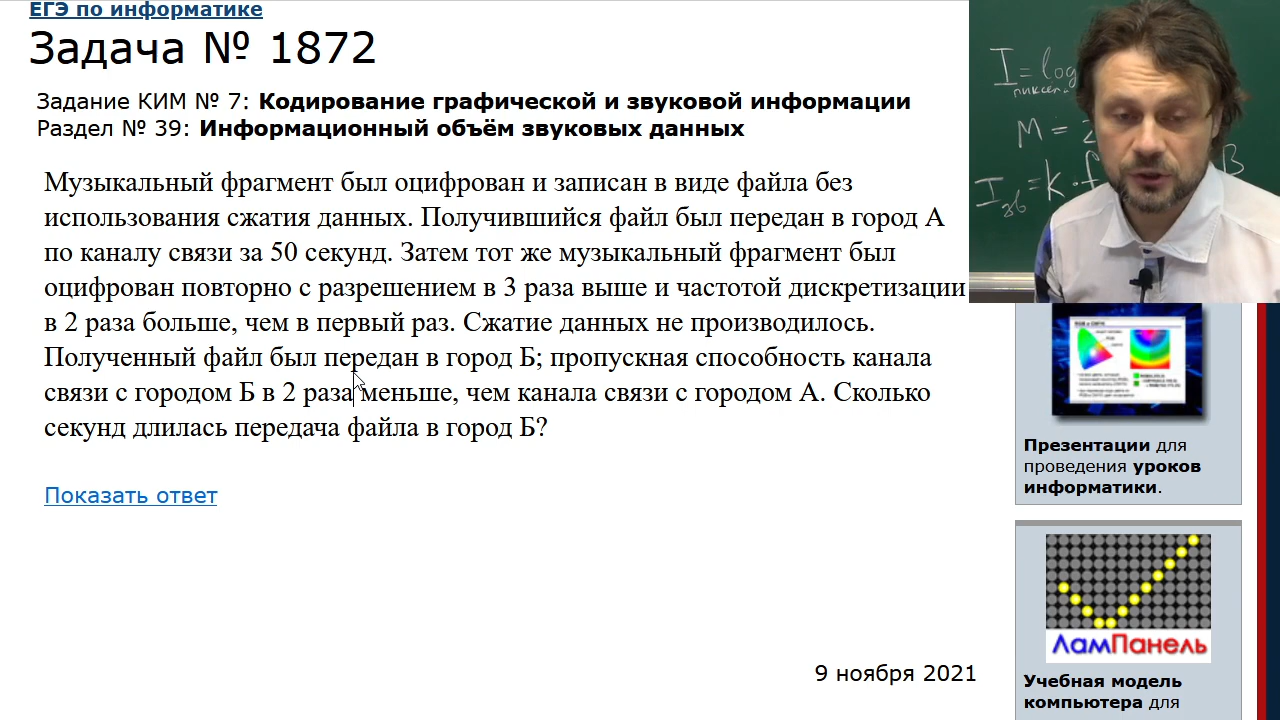 ЕГЭ по информатике
Задача № 1872
Задание КИМ № 7: Кодирование графической и звуковой информации
Раздел № 39: Информационный объём звуковых данных
Музыкальный фрагмент был оцифрован и записан в виде файла без
использования сжатия данных. Получившийся файл был передан в город А
по каналу связи за 50 секунд. Затем тот же музыкальный фрагмент был
оцифрован повторно с разрешением в 3 раза выше и частотой дискретизации
в 2 раза больше, чем в первый раз. Сжатие данных не производилось.
Полученный файл был передан в город Б; пропускная способность канала
связи с городом Б в 2 раза меньше, чем канала связи с городом А. Сколько
секунд длилась передача файла в город Б?
Показать ответ
9 ноября 2021
I = log
пиксел.
M = 2
I зв = k · f
B
Презентации для
проведения уроков
информатики.
ЛамПанель
Учебная модель
компьютера для